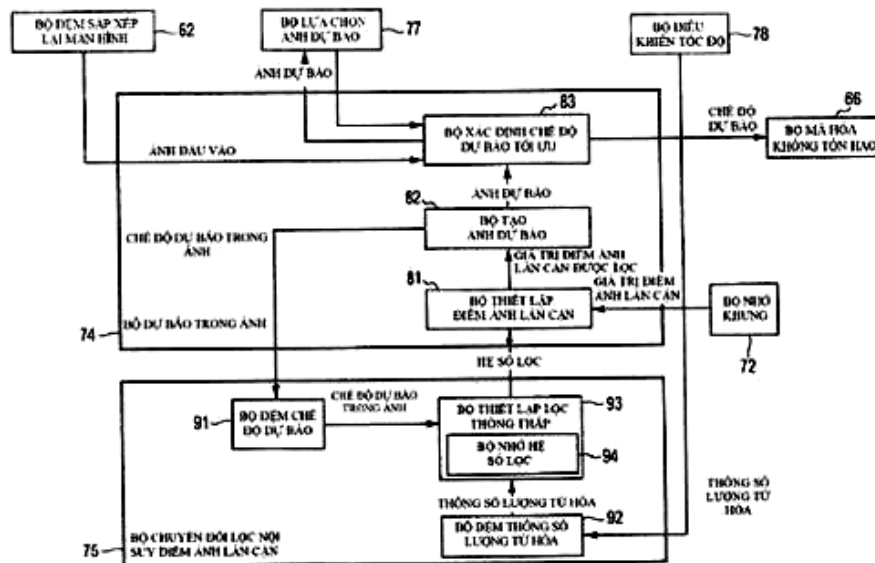 BỘ ĐỆM SẮP XẾP
LẠI MÀN HÌNH
62
BỘ LỰA CHỌN
ẢNH DỰ BÁO
77
BỘ ĐIỀU
KHIỂN TỐC ĐỘ
78
ẢNH DỰ BÁO
83
BỘ XÁC ĐỊNH CHẾ ĐỘ
DỰ BÁO TỐI ƯU
CHẾ ĐỘ
DỰ BÁO
66
BỘ MÃ HÓA
KHÔNG TỔN HAO
ẢNH ĐẦU VÀO
ẢNH DỰ BÁO
82
BỘ TẠO
ẢNH DỰ BÁO
CHẾ ĐỘ DỰ BÁO TRONG
ẢNH
GIÁ TRỊ ĐIỂM ẢNH
LÂN CẬN ĐƯỢC LỌC
81
BỘ THIẾT LẬP
ĐIỂM ẢNH LÂN CẬN
GIÁ TRỊ ĐIỂM
ẢNH LÂN CẬN
BỘ NHỚ
KHUNG
72
74
BỘ DỰ BÁO TRONG ẢNH
HỆ SỐ LỌC
91
BỘ ĐỆM CHẾ
ĐỘ DỰ BÁO
CHẾ ĐỘ DỰ BÁO
TRONG ẢNH
BỘ THIẾT LẬP LỌC
THÔNG THẤP
93
BỘ NHỚ HỆ
SỐ LỌC
94
THÔNG SỐ LƯỢNG TỬ HÓA
92
BỘ ĐỆM THÔNG SỐ
LƯỢNG TỬ HÓA
THÔNG SỐ
LƯỢNG TỬ
HÓA
75
BỘ CHUYỂN ĐỔI LỌC NỘI
SUY ĐIỂM ẢNH LÂN CẬN